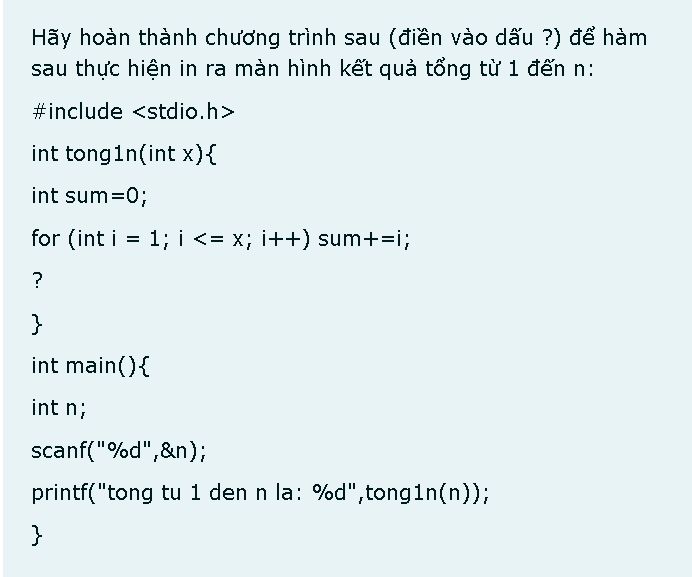 Hãy hoàn thành chương trình sau (điền vào dấu ?) để hàm
sau thực hiện in ra màn hình kết quả tổng từ 1 đến n:
#include <stdio.h>
int tong1n(int x){
int sum=0;
for (int i = 1; i <= x; i++) sum+=i;
?
}
int main(){
int n;
scanf("%d",&n);
printf("tong tu 1 den n la: %d",tong1n(n));
}